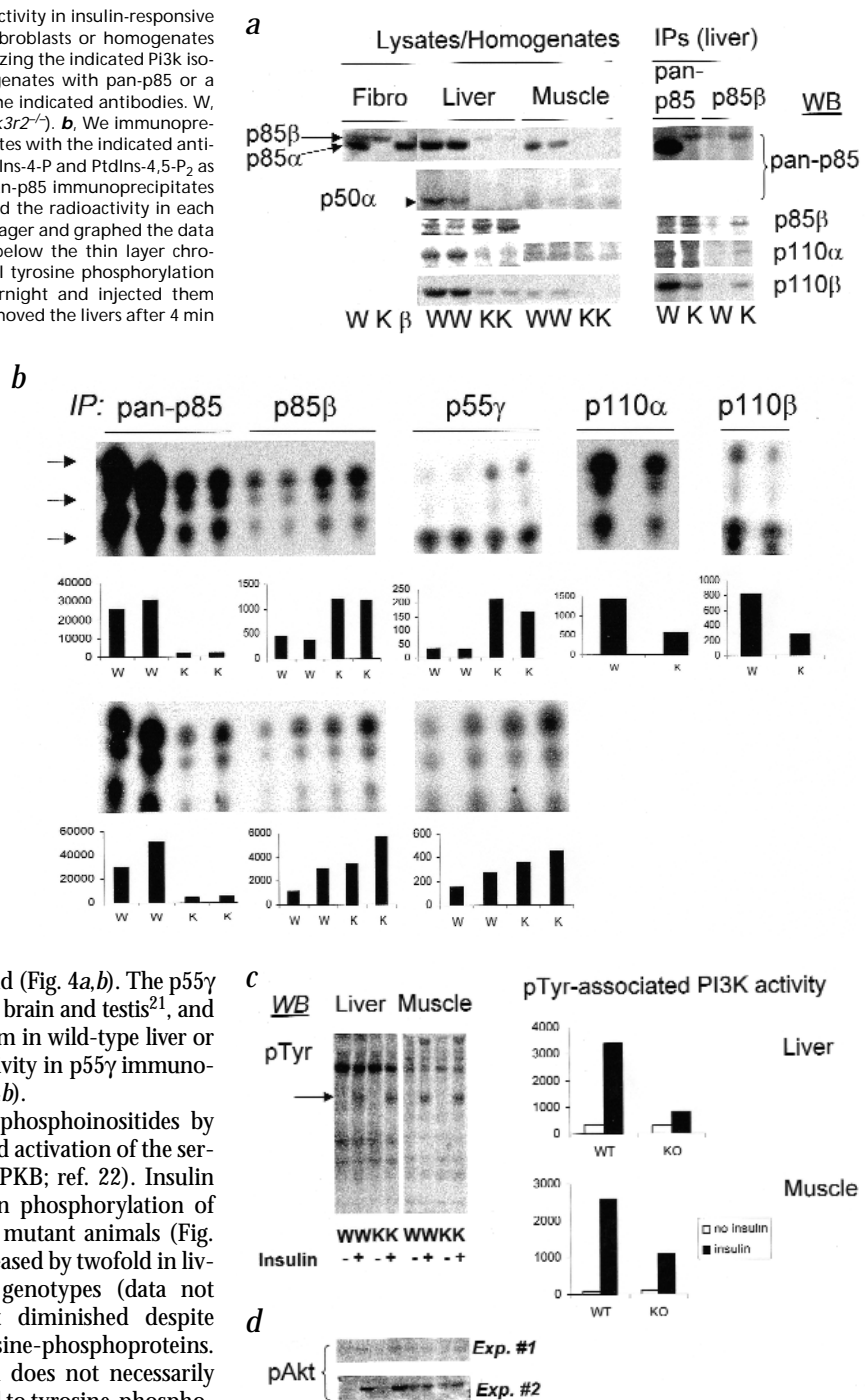 ctivity in insulin-responsive
fibroblasts or homogenates
zing the indicated Pi3k iso-
genates with pan-p85 or a
he indicated antibodies. W,
k3r2–/–). b, We immunopre-
tes with the indicated anti-
Ins-4-P and PtdIns-4,5-P2 as
an-p85 immunoprecipitates
d the radioactivity in each
ager and graphed the data
below the thin layer chro-
l tyrosine phosphorylation
rnight and injected them
moved the livers after 4 min
a
Lysates/Homogenates IPs (liver)
pan-
Fibro Liver Muscle p85 p85β WB
p85β
p85α
pan-p85
p50α
p85β
p110α
p110β
W K β WW KK WW KK W K W K
b
IP: pan-p85 p85β p55γ p110α p110β
40000
30000
20000
10000
0
W W K K
1500
1000
500
0
W W K K
250
200
150
100
50
0
W W K K
1500
1000
500
0
W K
1000
800
600
400
200
0
W K
60000
40000
20000
0
W W K K
6000
4000
2000
0
W W K K
600
400
200
0
W W K K
d (Fig. 4a,b). The p55γ
brain and testis21, and
m in wild-type liver or
ivity in p55γ immuno-
b).
phosphoinositides by
d activation of the ser-
PKB; ref. 22). Insulin
n phosphorylation of
mutant animals (Fig.
eased by twofold in liv-
genotypes (data not
t diminished despite
sine-phosphoproteins.
does not necessarily
d to tyrosine-phospho-
c
WB Liver Muscle
pTyr
WWKK WWKK
Insulin - + - + - + - +
pTyr-associated PI3K activity
4000
3000
2000
1000
0
WT KO
Liver
3000
2000
1000
0
WT KO
Muscle
no insulin
insulin
d
pAkt
Exp. #1
Exp. #2